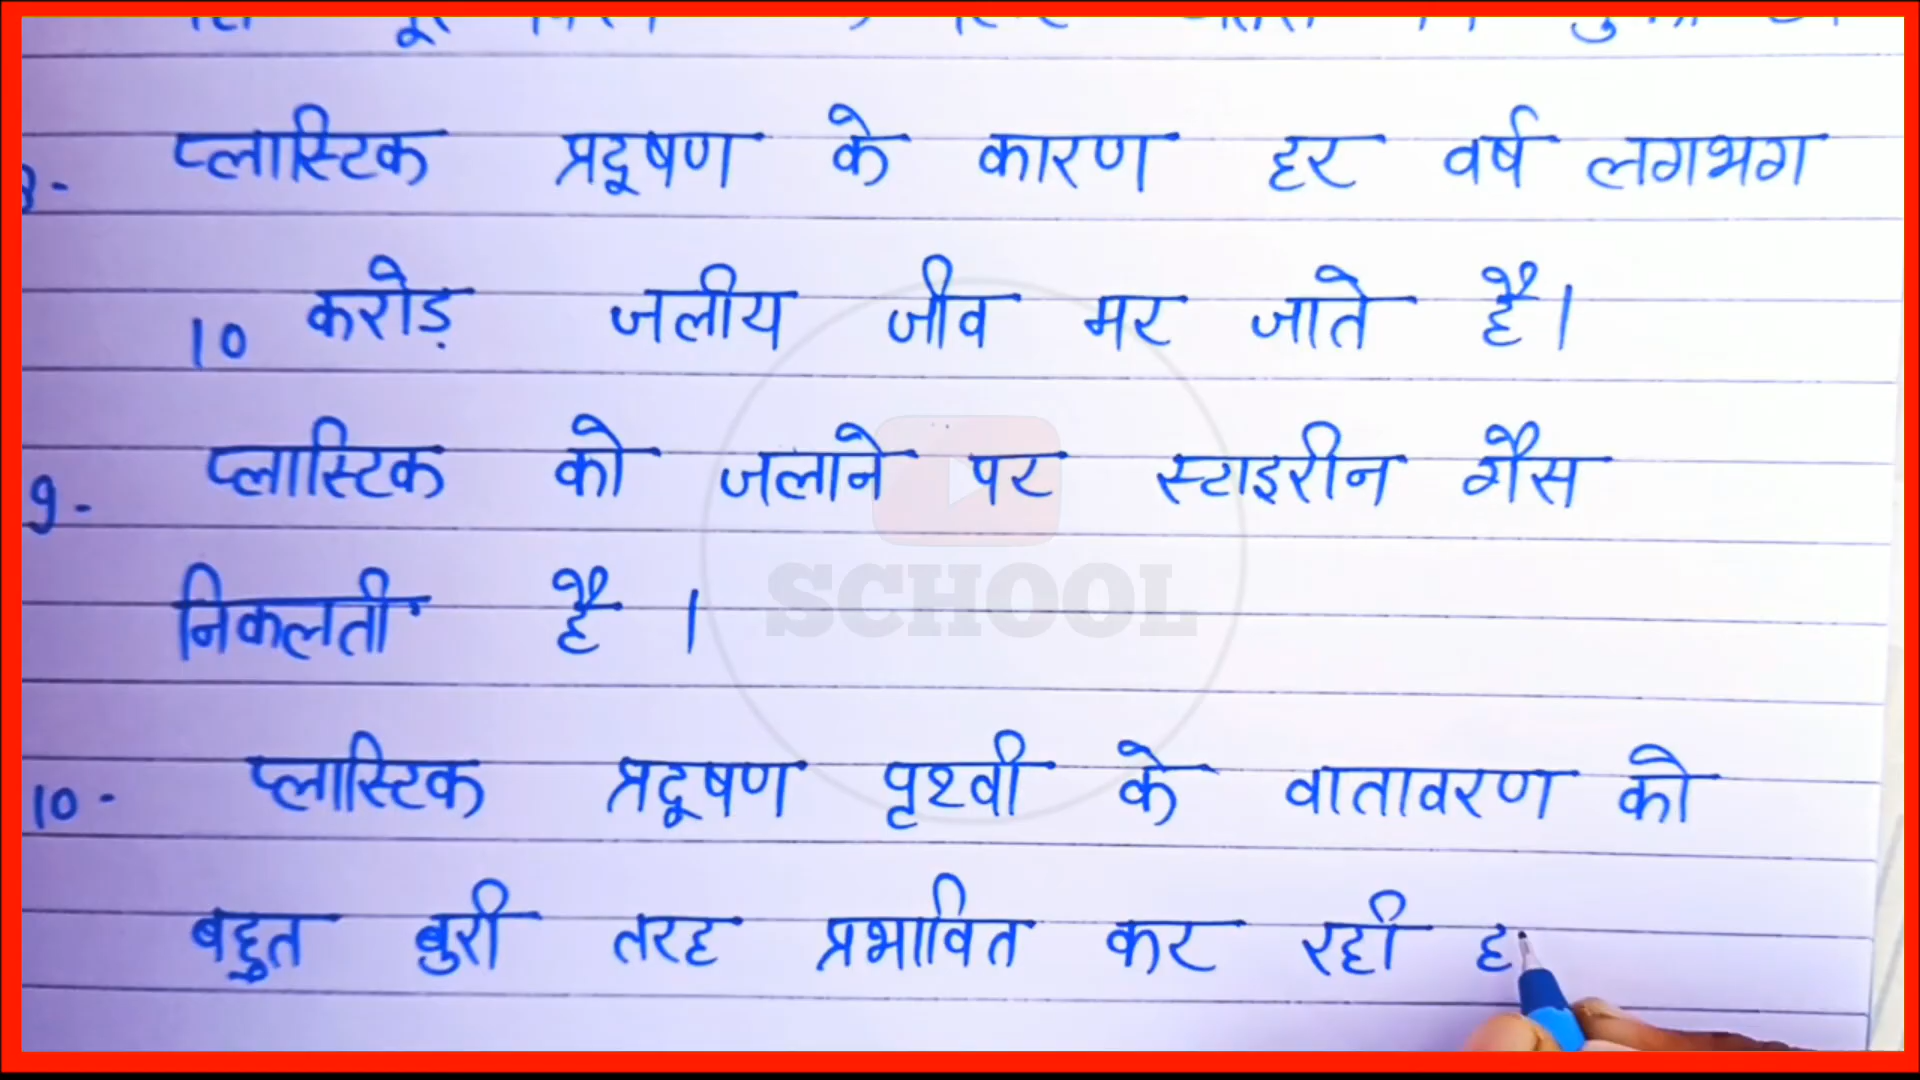 8- प्लास्टिक प्रदूषण के कारण हर वर्ष लगभग
10 करोड़ जलीय जीव मर जाते है।
9- प्लास्टिक को जलाने पर स्टाइरीन गैस
निकलती है ।
SCHOOL
10- प्लास्टिक प्रदूषण पृथ्वी के वातावरण को
बहुत बुरी तरह प्रभावित कर रही ह